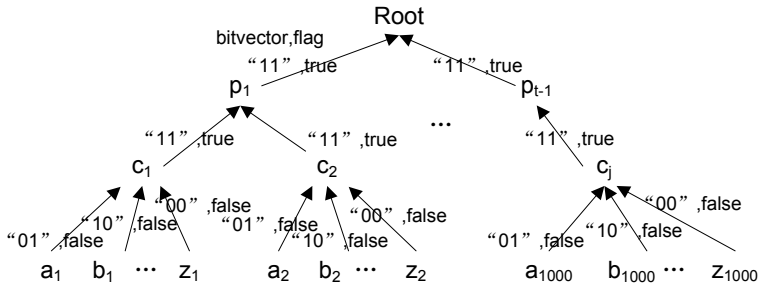 Root
bitvector,flag
“11”,true “11”,true
p1 pt-1
...
“11”,true “11”,true “11”,true
c1 c2 cj
“00”,false “00”,false “00”,false
“10”,false “01”,false “10”,false
“01”,false “10”,false “01”,false
a1 b1 ... z1 a2 b2 ... z2 a1000 b1000 ... z1000